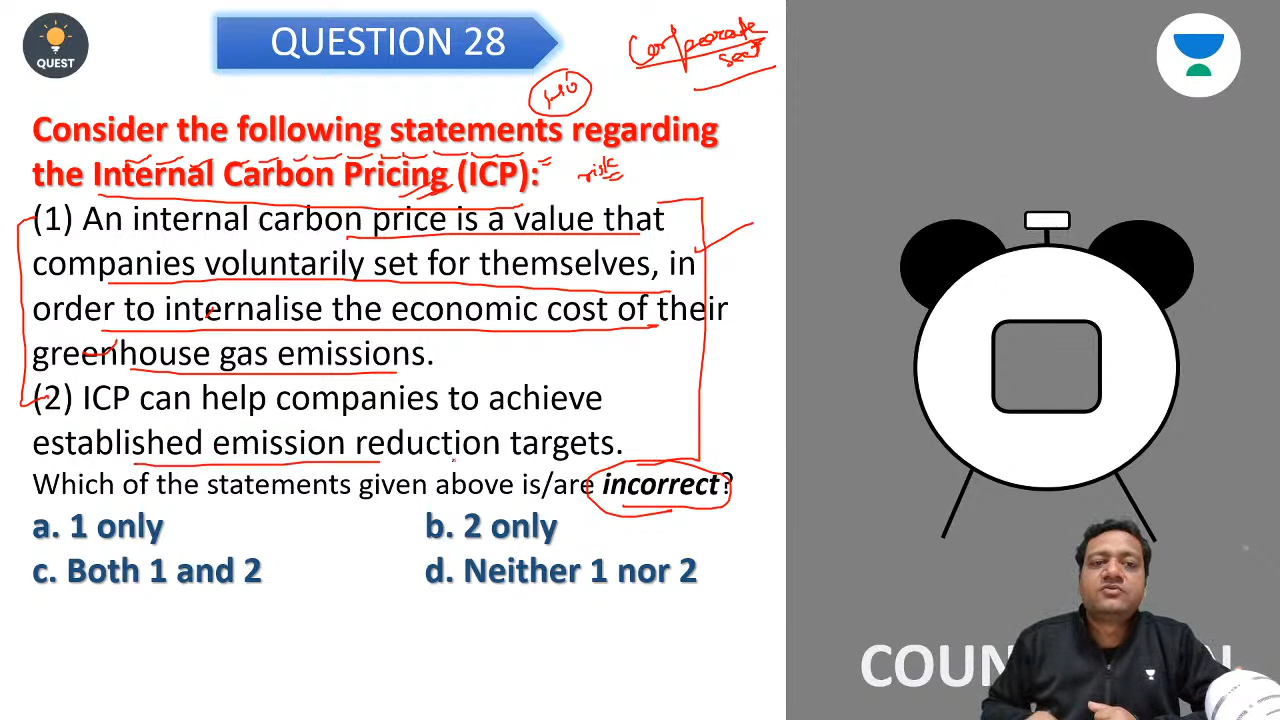 QUEST
QUESTION 28
Corporate
Consider the following statements regarding
the Internal Carbon Pricing (ICP):
risk
(1) An internal carbon price is a value that
companies voluntarily set for themselves, in
order to internalise the economic cost of their
greenhouse gas emissions.
(2) ICP can help companies to achieve
established emission reduction targets.
Which of the statements given above is/are incorrect?
a. 1 only
b. 2 only
c. Both 1 and 2
d. Neither 1 nor 2
COUN N